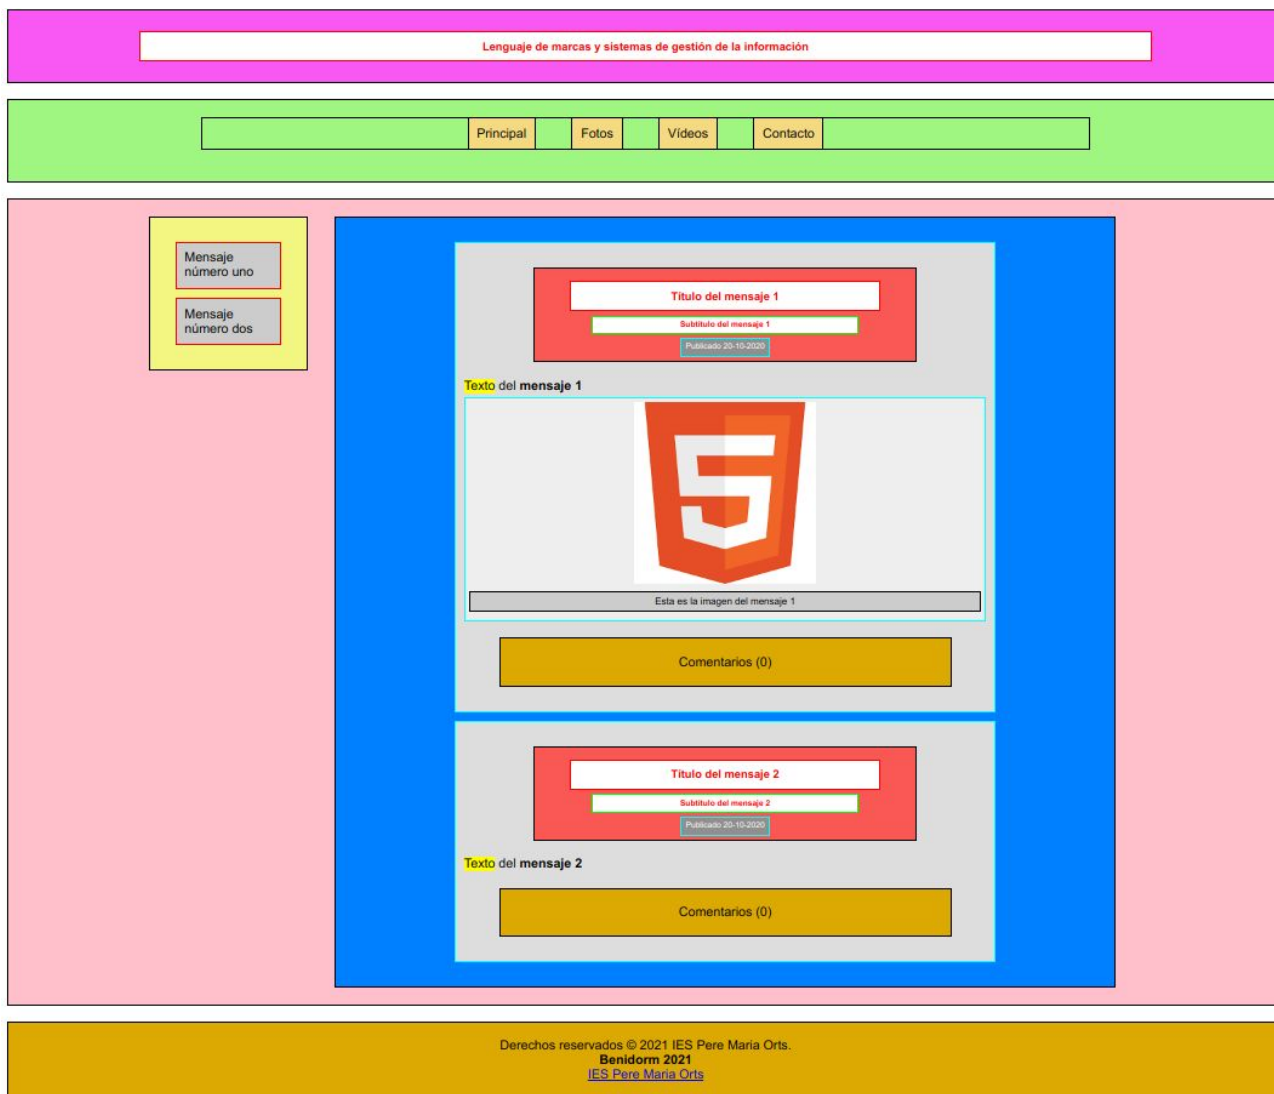 Lenguaje de marcas y sistemas de gestión de la información
Principal
Fotos
Vídeos
Contacto
Mensaje
número uno
Mensaje
número dos
Título del mensaje 1
Subtítulo del mensaje 1
Publicado 20-10-2020
Texto del mensaje 1
5
Esta es la imagen del mensaje 1
Comentarios (0)
Título del mensaje 2
Subtítulo del mensaje 2
Publicado 20-10-2020
Texto del mensaje 2
Comentarios (0)
Derechos reservados © 2021 IES Pere Maria Orts.
Benidorm 2021
IES Pere Maria Orts